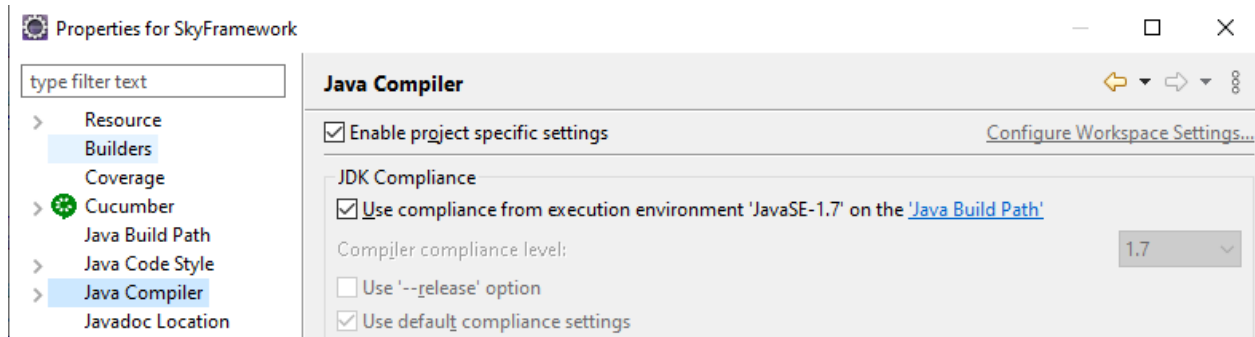 Properties for SkyFramework
type filter text
Resource
Builders
Coverage
Cucumber
Java Build Path
Java Code Style
Java Compiler
Javadoc Location
Java Compiler
Enable project specific settings
Configure Workspace Settings...
JDK Compliance
Use compliance from execution environment 'JavaSE-1.7' on the 'Java Build Path'
Compiler compliance level: 1.7
Use '--release' option
Use default compliance settings